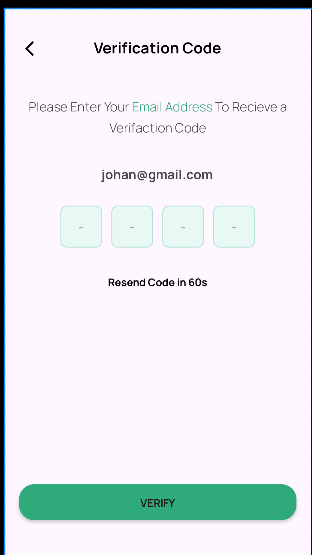 Verification Code
Please Enter Your Email Address To Recieve a
Verifaction Code
johan@gmail.com
- - - -
Resend Code in 60s
VERIFY